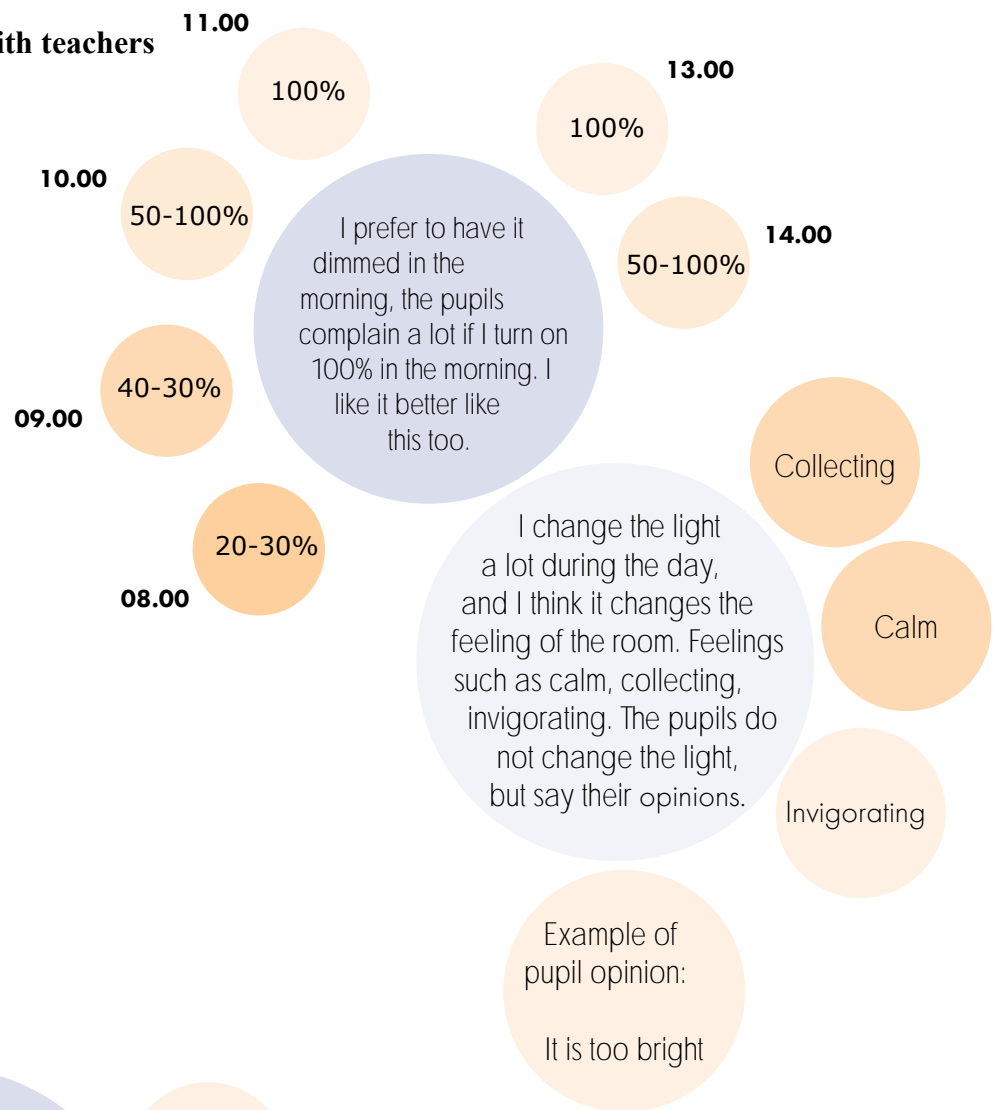 ith teachers
11.00
100%
13.00
100%
10.00
50-100%
14.00
50-100%
09.00
40-30%
08.00
20-30%
I prefer to have it
dimmed in the
morning, the pupils
complain a lot if I turn on
100% in the morning. I
like it better like
this too.
I change the light
a lot during the day,
and I think it changes the
feeling of the room. Feelings
such as calm, collecting,
invigorating. The pupils do
not change the light,
but say their opinions.
Collecting
Calm
Invigorating
Example of
pupil opinion:
It is too bright